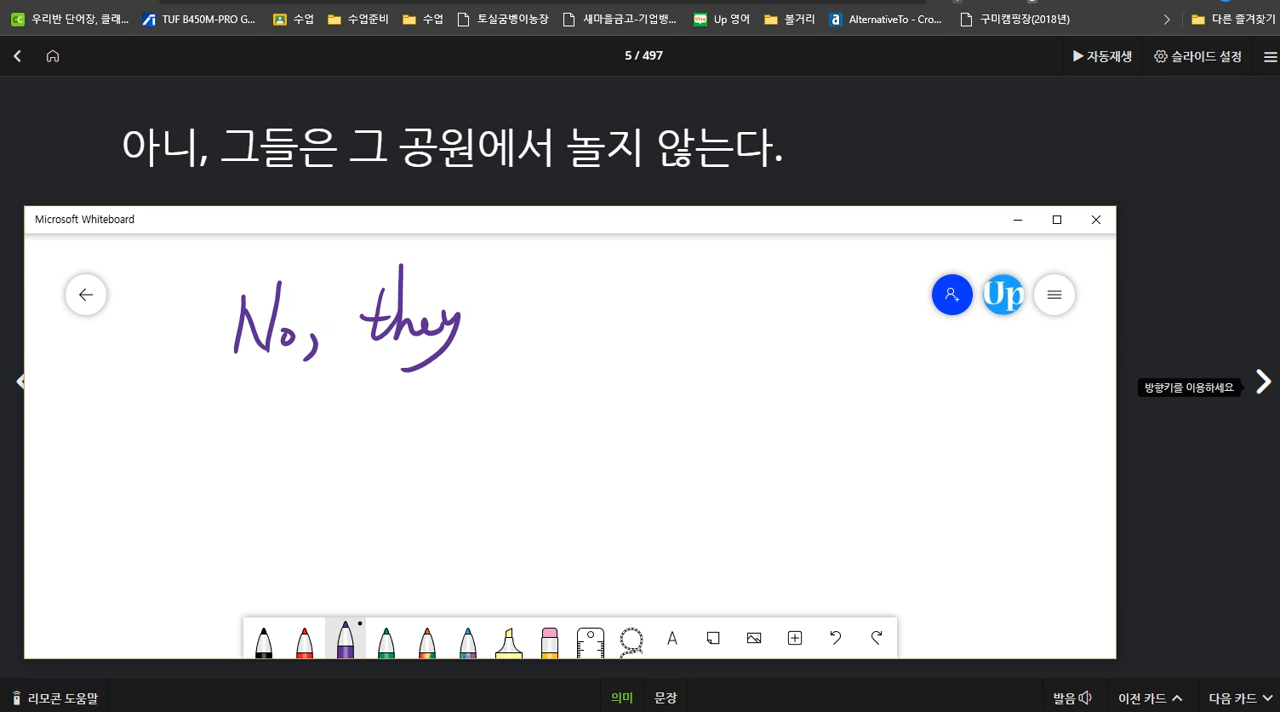 우리반 단어장, 클래... TUF B450M-PRO G... 수업 수업준비 수업 토실굼벵이농장 새마을금고-기업뱅... Up 영어 볼거리 a AlternativeTo - Cro... 구미캠핑장(2018년) 다른 즐겨찾기
5 / 497 자동재생 슬라이드 설정
아니, 그들은 그 공원에서 놀지 않는다.
Microsoft Whiteboard
No, they
Up
방향키를 이용하세요
A
리모콘 도움말 의미 문장 발음 이전 카드 다음 카드